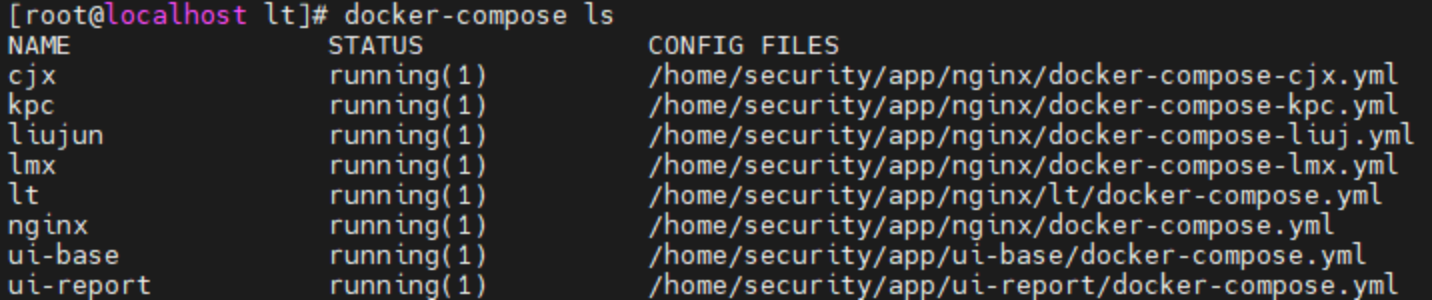 [root@localhost lt]# docker-compose ls
NAME                STATUS              CONFIG FILES
cjx                 running(1)          /home/security/app/nginx/docker-compose-cjx.yml
kpc                 running(1)          /home/security/app/nginx/docker-compose-kpc.yml
liujun              running(1)          /home/security/app/nginx/docker-compose-liuj.yml
lmx                 running(1)          /home/security/app/nginx/docker-compose-lmx.yml
lt                  running(1)          /home/security/app/nginx/lt/docker-compose.yml
nginx               running(1)          /home/security/app/nginx/docker-compose.yml
ui-base             running(1)          /home/security/app/ui-base/docker-compose.yml
ui-report           running(1)          /home/security/app/ui-report/docker-compose.yml